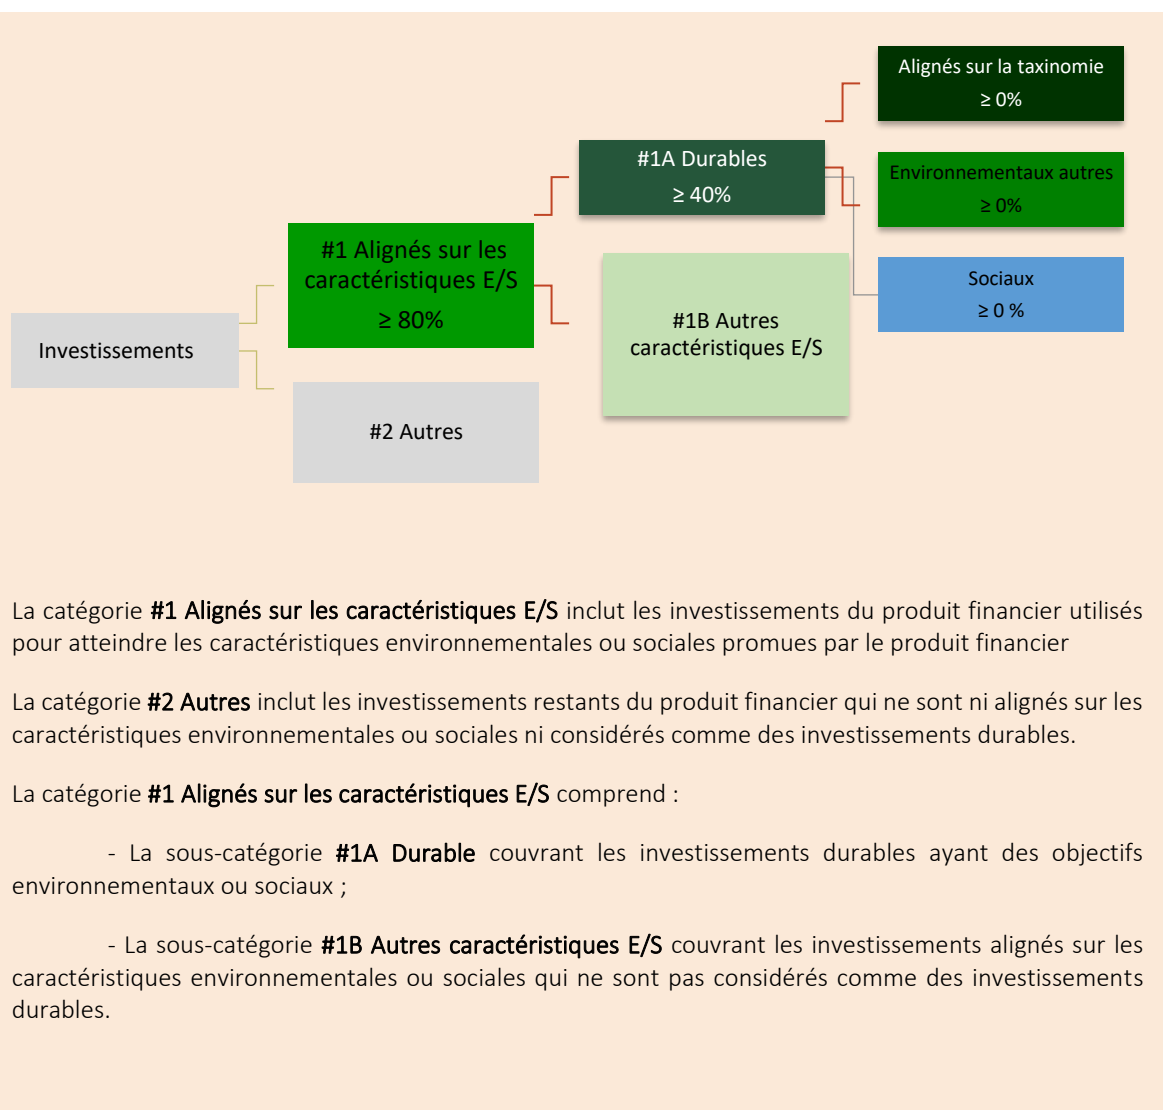 Alignés sur la taxinomie
≥ 0%
#1A Durables
≥ 40%
Environnementaux autres
≥ 0%
#1 Alignés sur les
caractéristiques E/S
≥ 80%
Sociaux
≥ 0 %
#1B Autres
caractéristiques E/S
Investissements
#2 Autres
La catégorie #1 Alignés sur les caractéristiques E/S inclut les investissements du produit financier utilisés
pour atteindre les caractéristiques environnementales ou sociales promues par le produit financier
La catégorie #2 Autres inclut les investissements restants du produit financier qui ne sont ni alignés sur les
caractéristiques environnementales ou sociales ni considérés comme des investissements durables.
La catégorie #1 Alignés sur les caractéristiques E/S comprend :
- La sous-catégorie #1A Durable couvrant les investissements durables ayant des objectifs
environnementaux ou sociaux ;
- La sous-catégorie #1B Autres caractéristiques E/S couvrant les investissements alignés sur les
caractéristiques environnementales ou sociales qui ne sont pas considérés comme des investissements
durables.